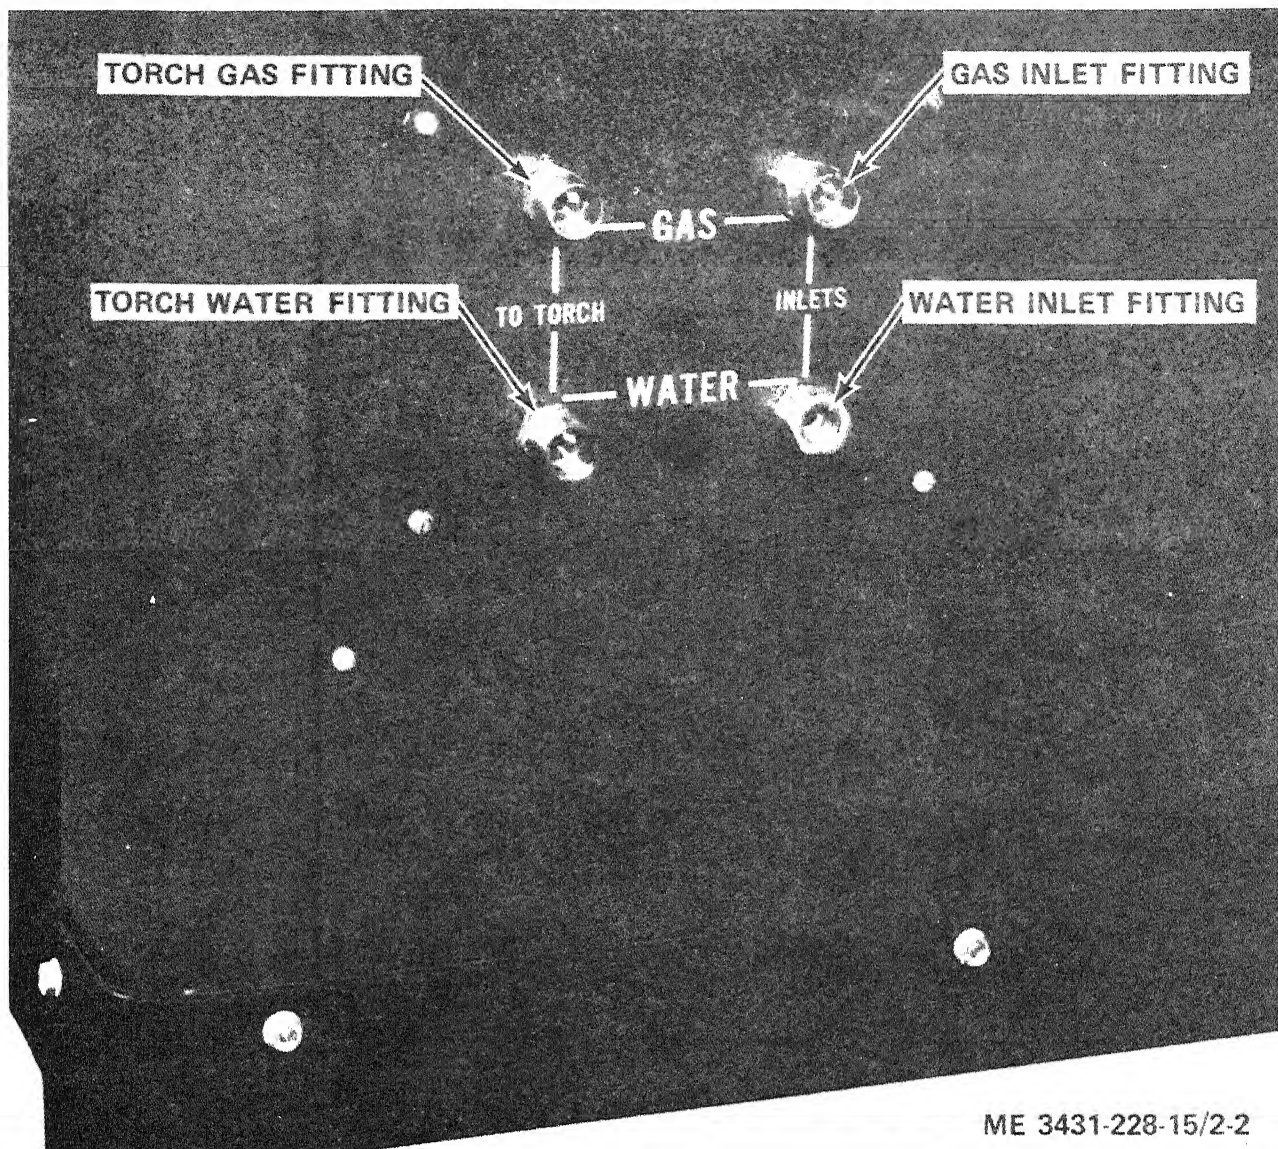 TORCH GAS FITTING
GAS INLET FITTING
GAS
TORCH WATER FITTING
TO TORCH
INLETS
WATER INLET FITTING
WATER
ME 3431-228-15/2-2